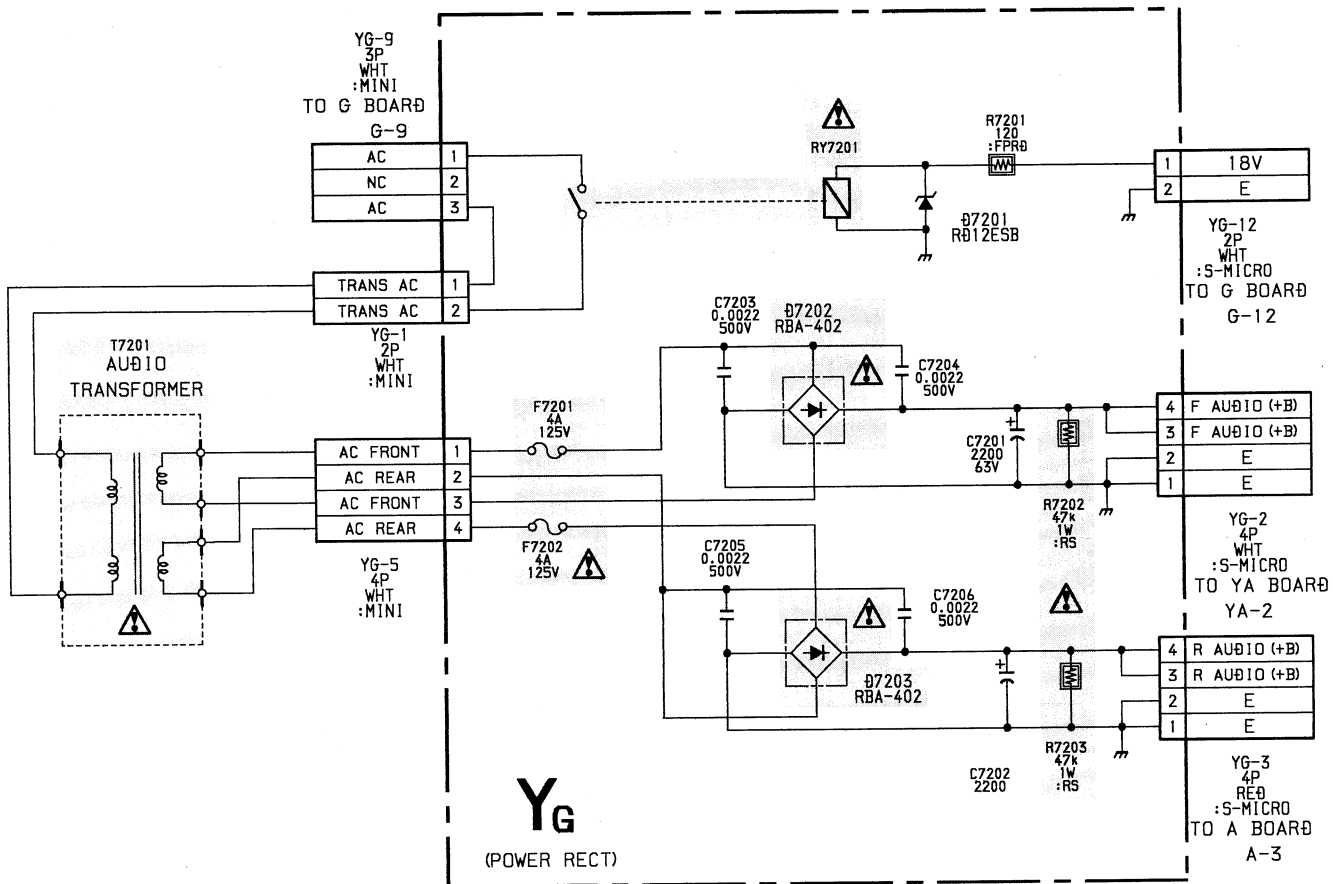 YG-9
3P
WHT
:MINI
TO G BOARD
G-9
AC 1
NC 2
AC 3
TRANS AC 1
TRANS AC 2
YG-1
2P
WHT
:MINI
T7201
AUDIO
TRANSFORMER
AC FRONT 1
AC REAR 2
AC FRONT 3
AC REAR 4
YG-5
4P
WHT
:MINI
F7201
4A
125V
F7202
4A
125V
RY7201
R7201
120
:FPRD
D7201
RD12ESB
1 18V
2 E
YG-12
2P
WHT
:S-MICRO
TO G BOARD
G-12
C7203
0.0022
500V
D7202
RBA-402
C7204
0.0022
500V
C7201
2200
63V
+
R7202
47k
1W
:RS
4 F AUDIO (+B)
3 F AUDIO (+B)
2 E
1 E
YG-2
4P
WHT
:S-MICRO
TO YA BOARD
YA-2
C7205
0.0022
500V
D7203
RBA-402
C7206
0.0022
500V
+
C7202
2200
R7203
47k
1W
:RS
4 R AUDIO (+B)
3 R AUDIO (+B)
2 E
1 E
YG-3
4P
RED
:S-MICRO
TO A BOARD
A-3
YG
(POWER RECT)